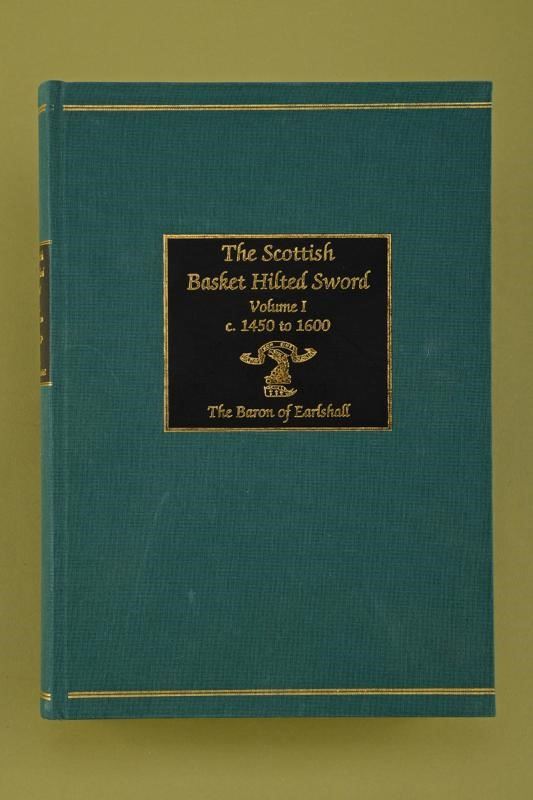 The Scottish
Basket Hilted Sword
Volume I
c. 1450 to 1600
The Baron of Earlshall